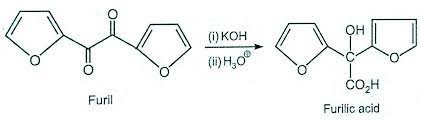 O
O
O
O
Furil
(i) KOH
(ii) H₃O⊕
OH
O
O
CO₂H
Furilic acid